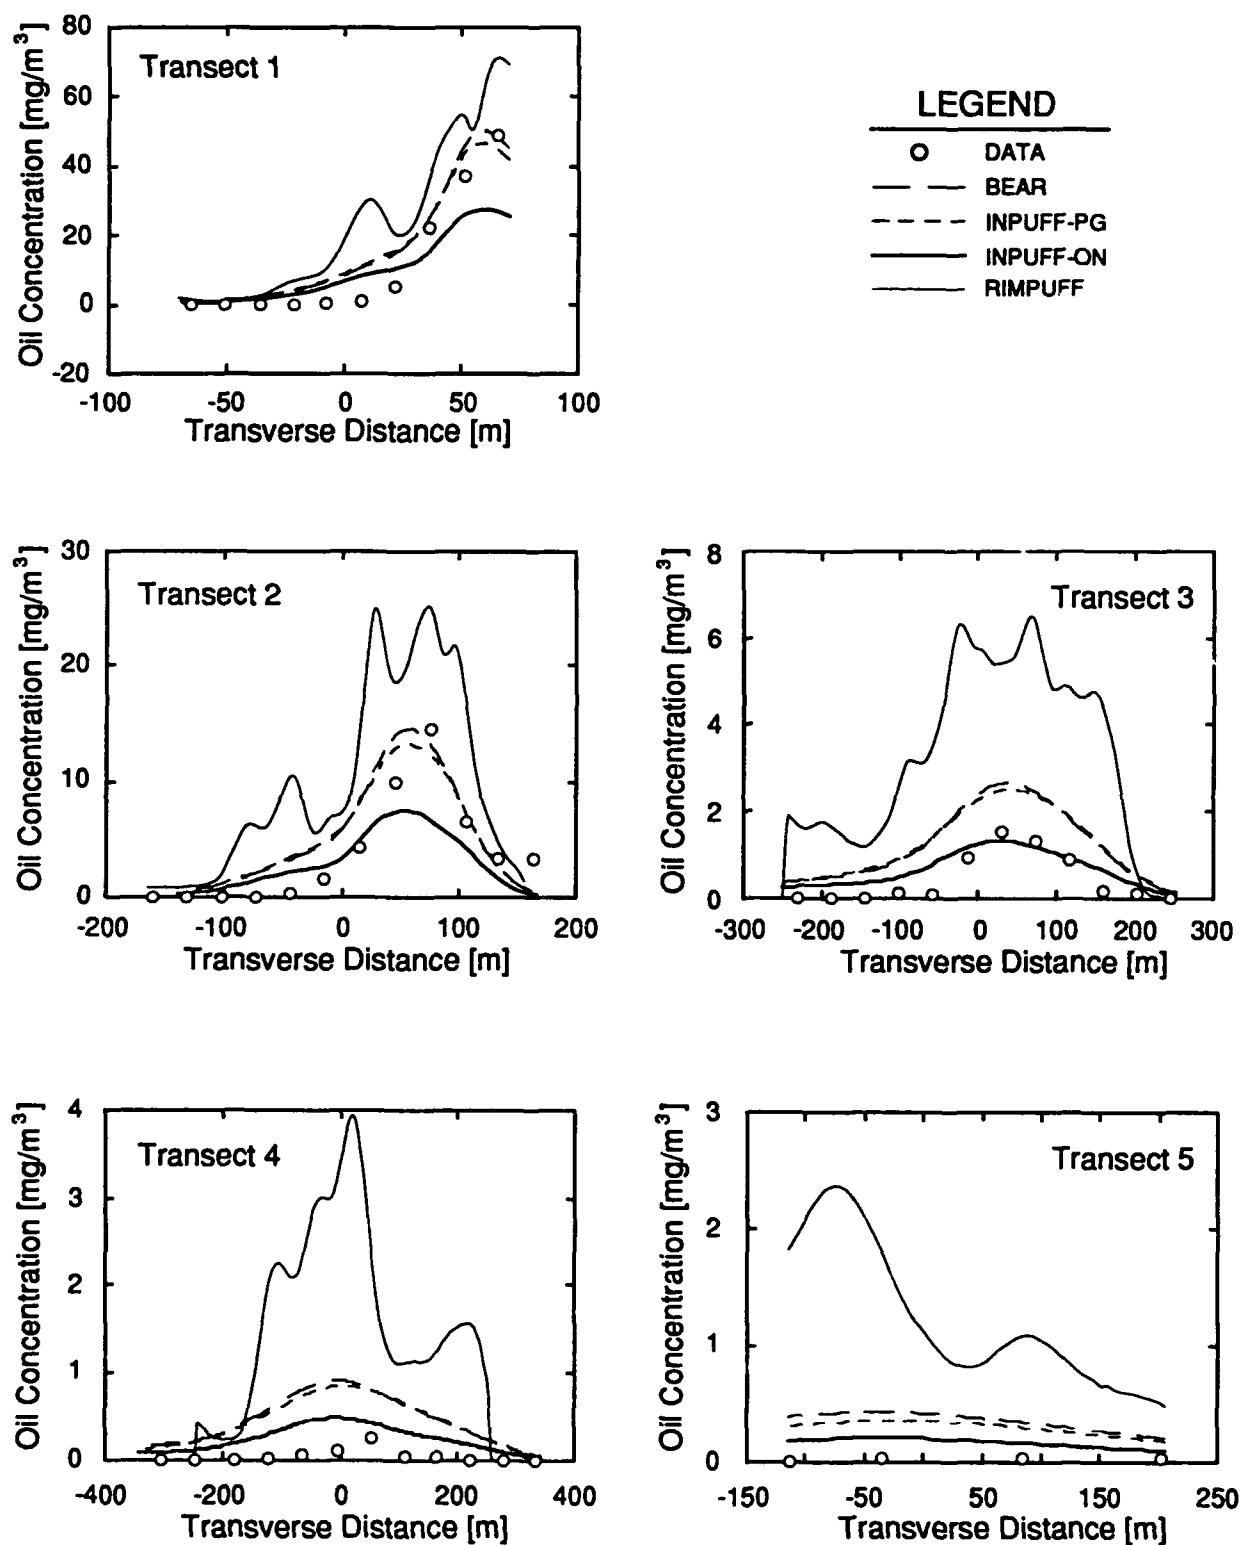 80
60
40
20
0
-20
Oil Concentration [mg/m³]
Transect 1
-100 -50 0 50 100
Transverse Distance [m]
LEGEND
DATA
BEAR
INPUFF-PG
INPUFF-ON
RIMPUFF
30
20
10
0
Oil Concentration [mg/m³]
Transect 2
-200 -100 0 100 200
Transverse Distance [m]
8
6
4
2
0
Oil Concentration [mg/m³]
Transect 3
-300 -200 -100 0 100 200 300
Transverse Distance [m]
4
3
2
1
0
Oil Concentration [mg/m³]
Transect 4
-400 -200 0 200 400
Transverse Distance [m]
3
2
1
0
Oil Concentration [mg/m³]
Transect 5
-150 -50 50 150 250
Transverse Distance [m]